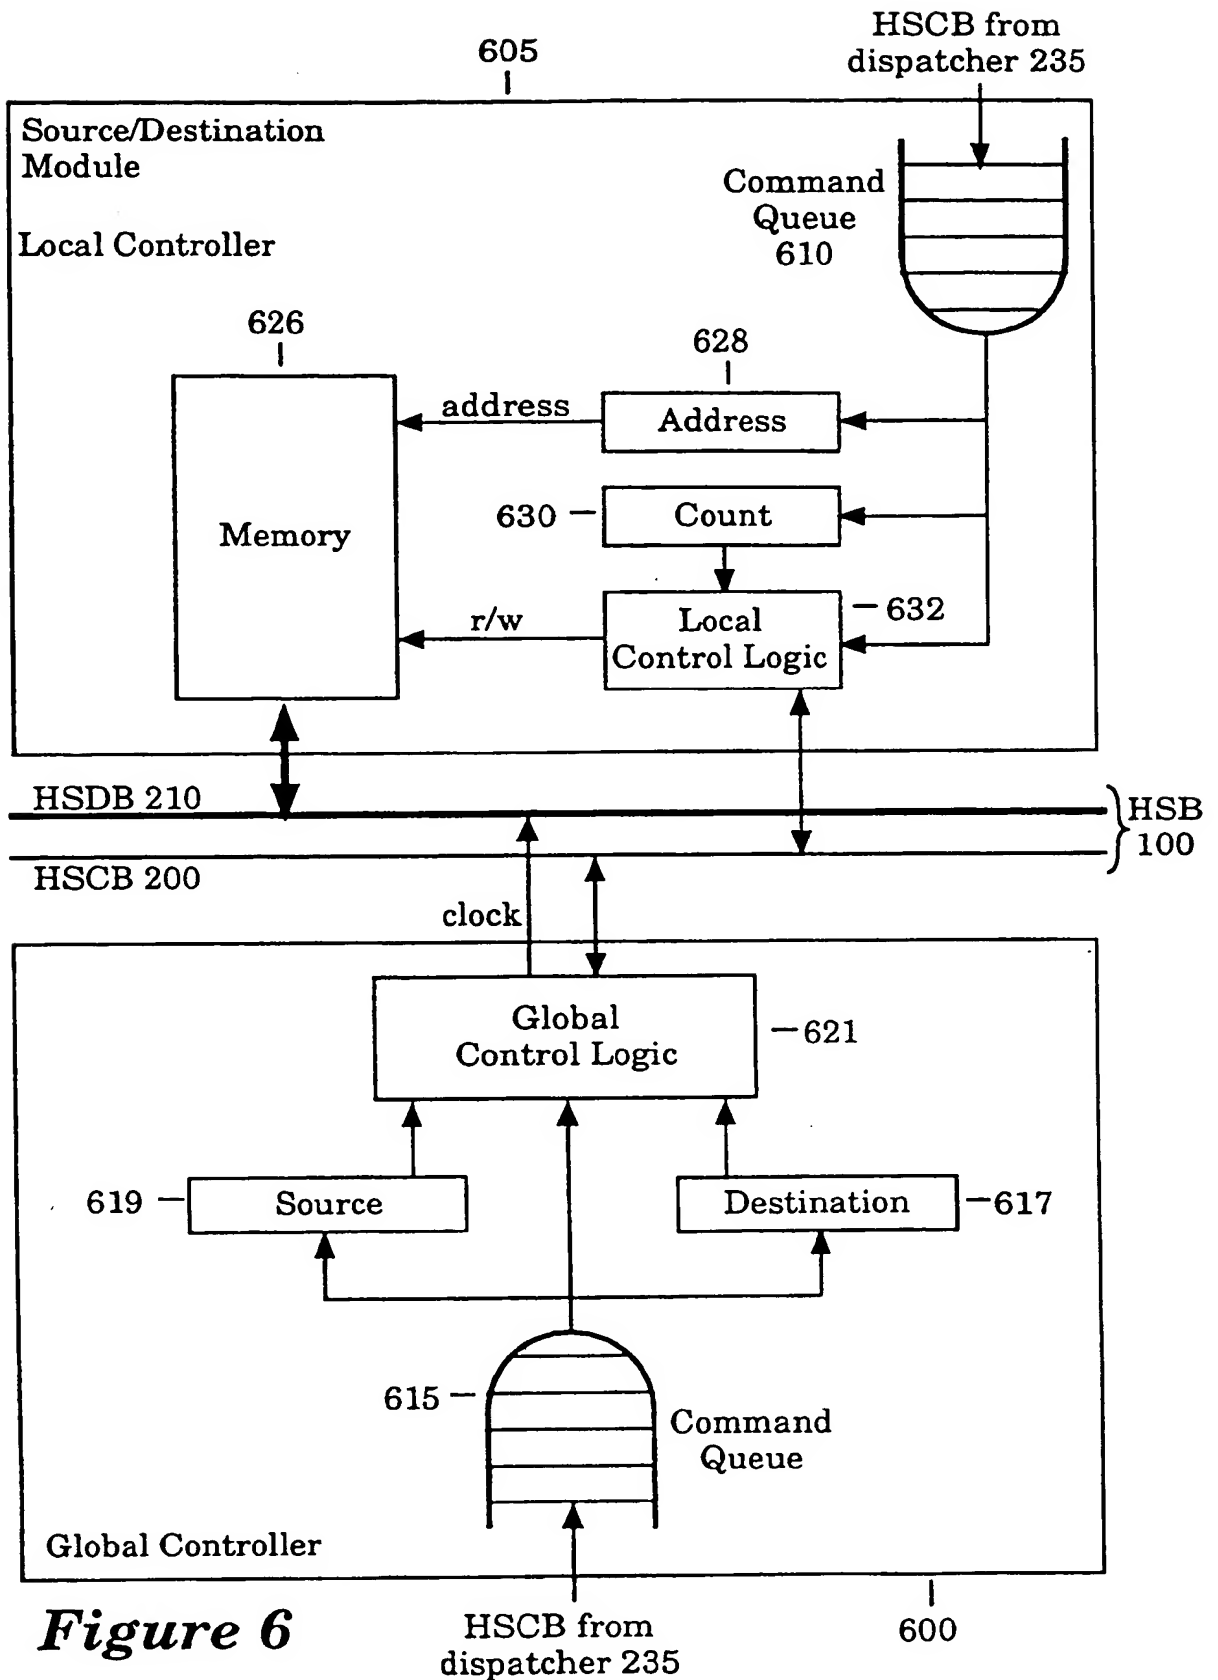 HSCB from
dispatcher 235
605
Source/Destination
Module
Local Controller
Command
Queue
610
626
628
address
Address
Memory
630
Count
632
r/w
Local
Control Logic
HSDB 210
HSB
100
HSCB 200
clock
Global
Control Logic
621
619
Source
Destination
617
615
Command
Queue
Global Controller
Figure 6
HSCB from
dispatcher 235
600